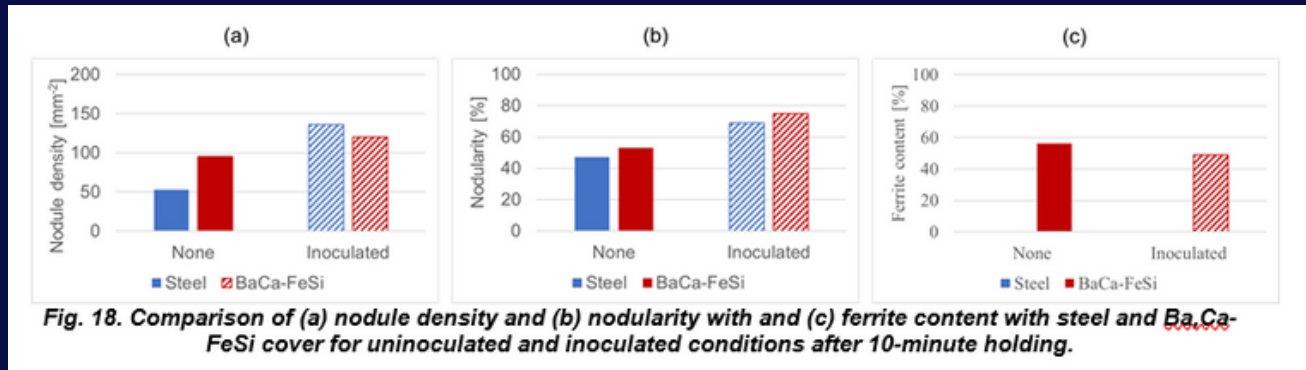 (a)
Nodule density [mm-2]
200
150
100
50
0
None Inoculated
Steel BaCa-FeSi
(b)
Nodularity [%]
100
80
60
40
20
0
None Inoculated
Steel BaCa-FeSi
(c)
Ferrite content [%]
100
80
60
40
20
0
None Inoculated
Steel BaCa-FeSi
Fig. 18. Comparison of (a) nodule density and (b) nodularity with and (c) ferrite content with steel and Ba,Ca-
FeSi cover for uninoculated and inoculated conditions after 10-minute holding.